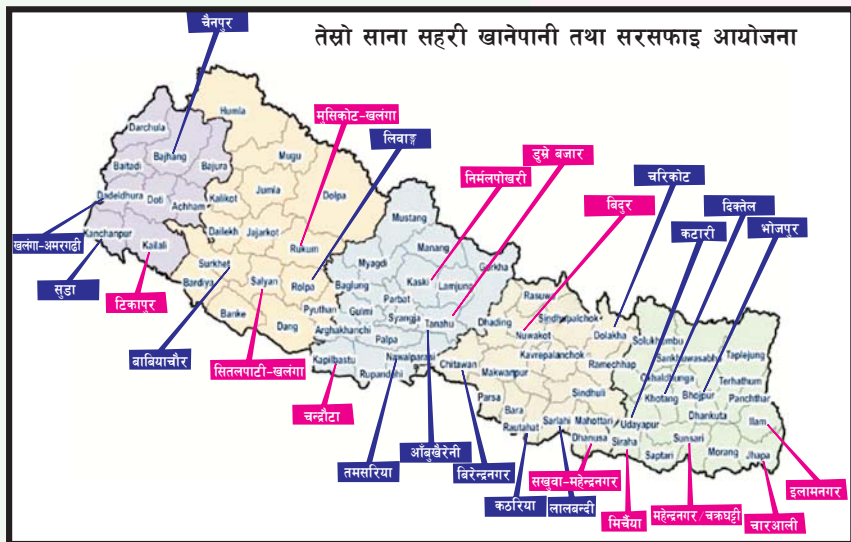 चैनपुर
तेस्रो साना सहरी खानेपानी तथा सरसफाइ आयोजना
मुसिकोट-खलंगा
लिवाङ्ग
डुम्रे बजार
निर्मलपोखरी
चरिकोट
बिदुर
दिक्तेल
कटारी
भोजपुर
Humla
Darchula
Bajhang
Baitadi
Bajura
Mugu
Jumla
Dolpa
Dadeldhura
Doti
Achham
Kalikot
Mustang
Kanchanpur
Kailali
Dailekh
Jajarkot
Rukum
Manang
खलंगा-अमरगढी
सुडा
टिकापुर
Surkhet
Bardiya
Salyan
Rolpa
Myagdi
Baglung
Kaski
Lamjung
Gorkha
Parbat
Banke
Dang
Pyuthan
Gulmi
Syangja
Tanahu
Arghakhanchi
Palpa
Kapilbastu
Rupandehi
Nawalparasi
Chitawan
Dhading
Rasuwa
Nuwakot
Sindhupalchok
Dolakha
Kavrepalanchok
Ramechhap
Makwanpur
Sindhuli
Parsa
Bara
Rautahat
Sarlahi
Mahottari
Dhanusa
Siraha
Udayapur
Saptari
Solukhumbu
Sankhuwasabha
Taplejung
Okhaldhunga
Khotang
Bhojpur
Terhathum
Panchthar
Dhankuta
Sunsari
Morang
Ilam
Jhapa
बाबियाचौर
सितलपाटी-खलंगा
चन्द्रौटा
तमसरिया
आँबुखैरेनी
बिरेन्द्रनगर
कठरिया
लालबन्दी
सखुवा-महेन्द्रनगर
मिर्चैया
महेन्द्रनगर/चक्रघट्टी
चारआली
इलामनगर